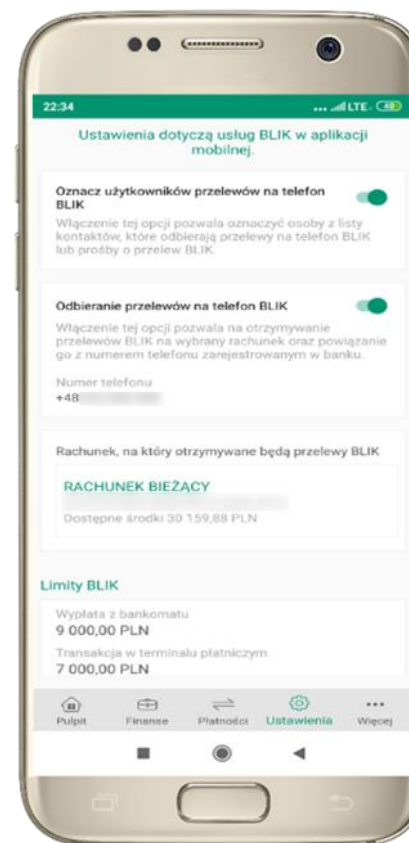 22:34
... LTE 48
Ustawienia dotyczą usług BLIK w aplikacji
mobilnej.
Oznacz użytkowników przelewów na telefon
BLIK
Włączenie tej opcji pozwala oznaczyć osoby z listy
kontaktów, które odbierają przelewy na telefon BLIK
lub prośby o przelew BLIK.
Odbieranie przelewów na telefon BLIK
Włączenie tej opcji pozwala na otrzymywanie
przelewów BLIK na wybrany rachunek oraz powiązanie
go z numerem telefonu zarejestrowanym w banku.
Numer telefonu
+48
Rachunek, na który otrzymywane będą przelewy BLIK
RACHUNEK BIEŻĄCY
Dostępne środki 30 159,88 PLN
Limity BLIK
Wypłata z bankomatu
9 000,00 PLN
Transakcja w terminalu płatniczym
7 000,00 PLN
Pulpit Finanse Płatności Ustawienia Więcej